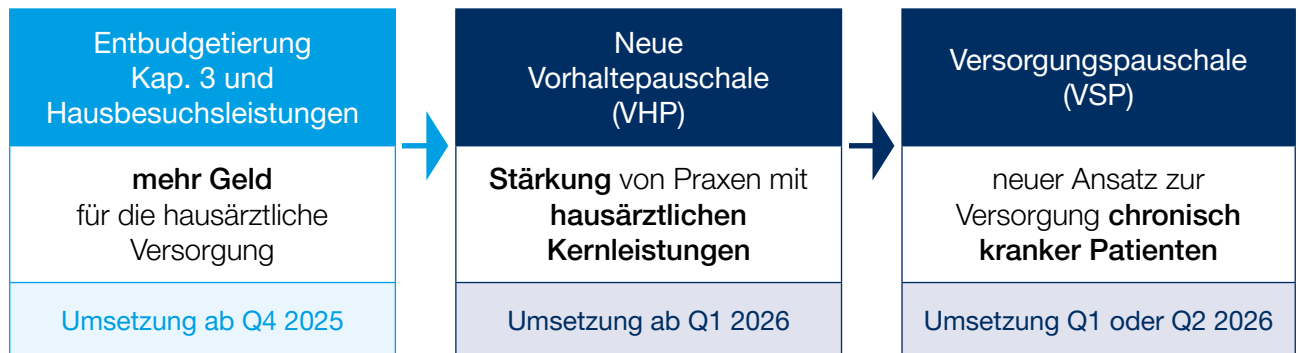 Entbudgetierung
Kap. 3 und
Hausbesuchsleistungen
mehr Geld
für die hausärztliche
Versorgung
Umsetzung ab Q4 2025
Neue
Vorhaltepauschale
(VHP)
Stärkung von Praxen mit
hausärztlichen
Kernleistungen
Umsetzung ab Q1 2026
Versorgungspauschale
(VSP)
neuer Ansatz zur
Versorgung chronisch
kranker Patienten
Umsetzung Q1 oder Q2 2026